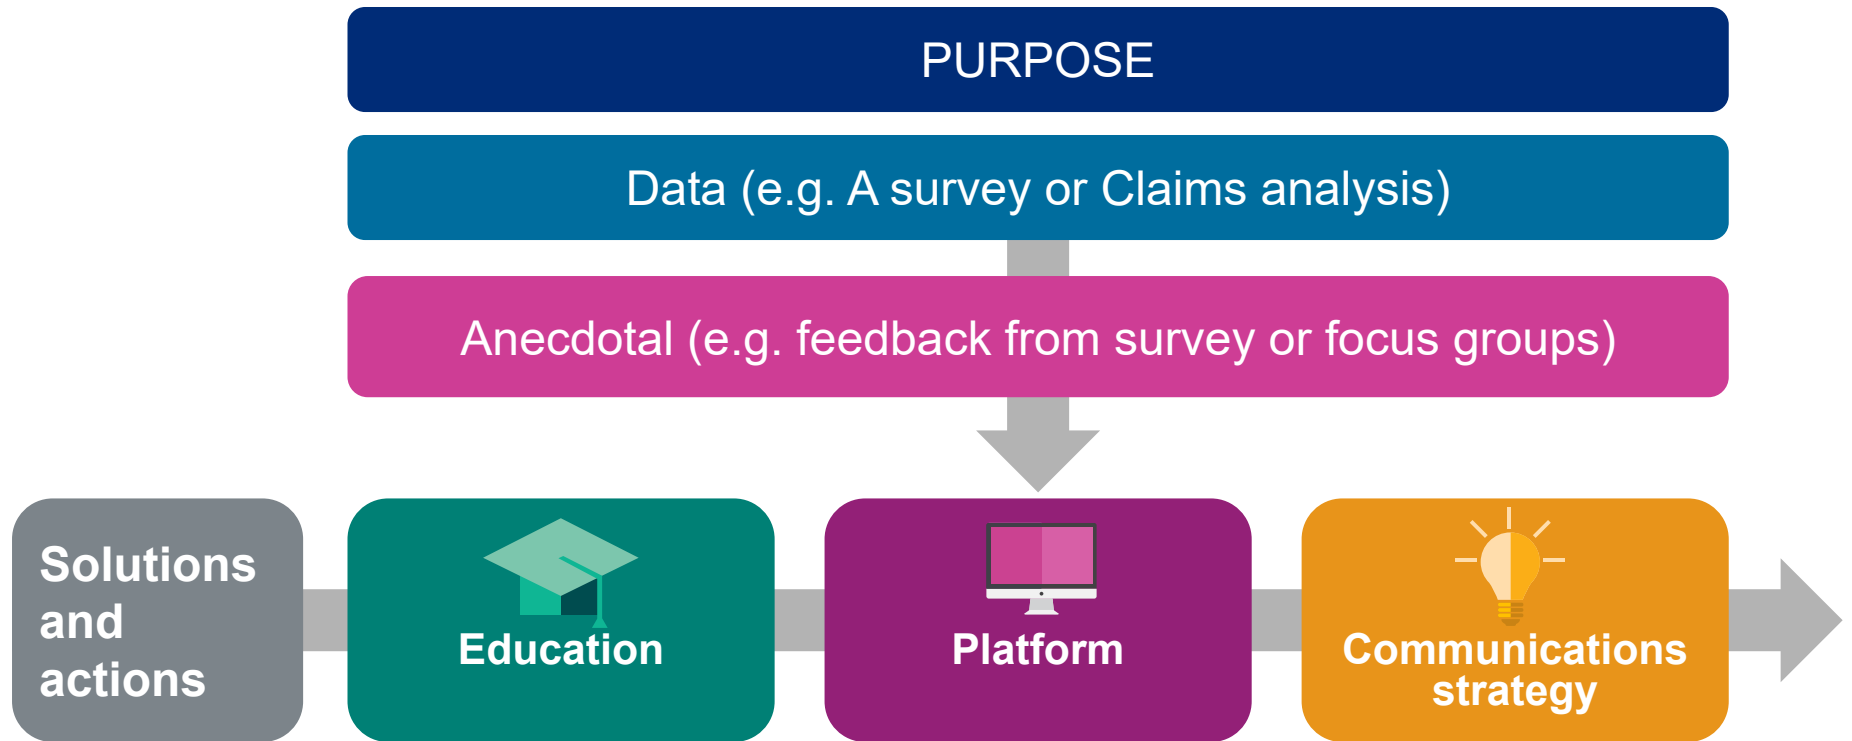 PURPOSE
Data (e.g. A survey or Claims analysis)
Anecdotal (e.g. feedback from survey or focus groups)
Solutions
and
actions
Education
Platform
Communications
strategy